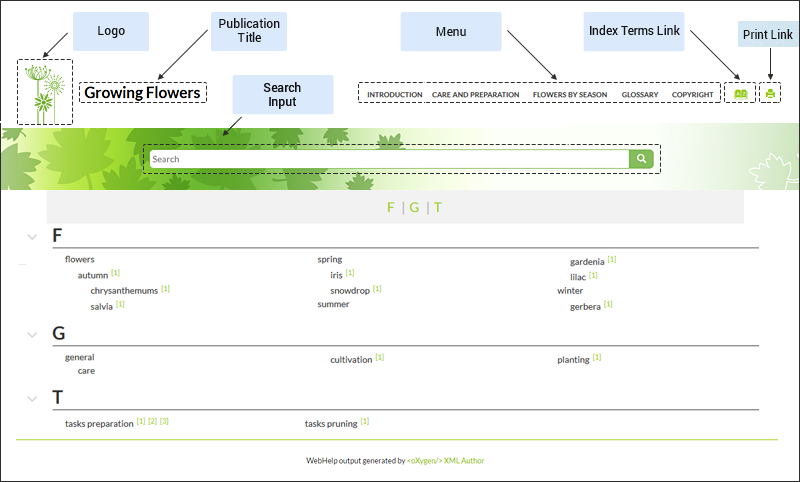 Logo
Publication
Title
Menu
Index Terms Link
Print Link
Growing Flowers
Search
Input
INTRODUCTION CARE AND PREPARATION FLOWERS BY SEASON GLOSSARY COPYRIGHT
Search
F | G | T
F
flowers spring gardenia [1]
autumn [1] iris [1] lilac [1]
chrysanthemums [1] snowdrop [1] winter
salvia [1] summer gerbera [1]
G
general cultivation [1] planting [1]
care
T
tasks preparation [1] [2] [3] tasks pruning [1]
WebHelp output generated by <oXygen/> XML Author